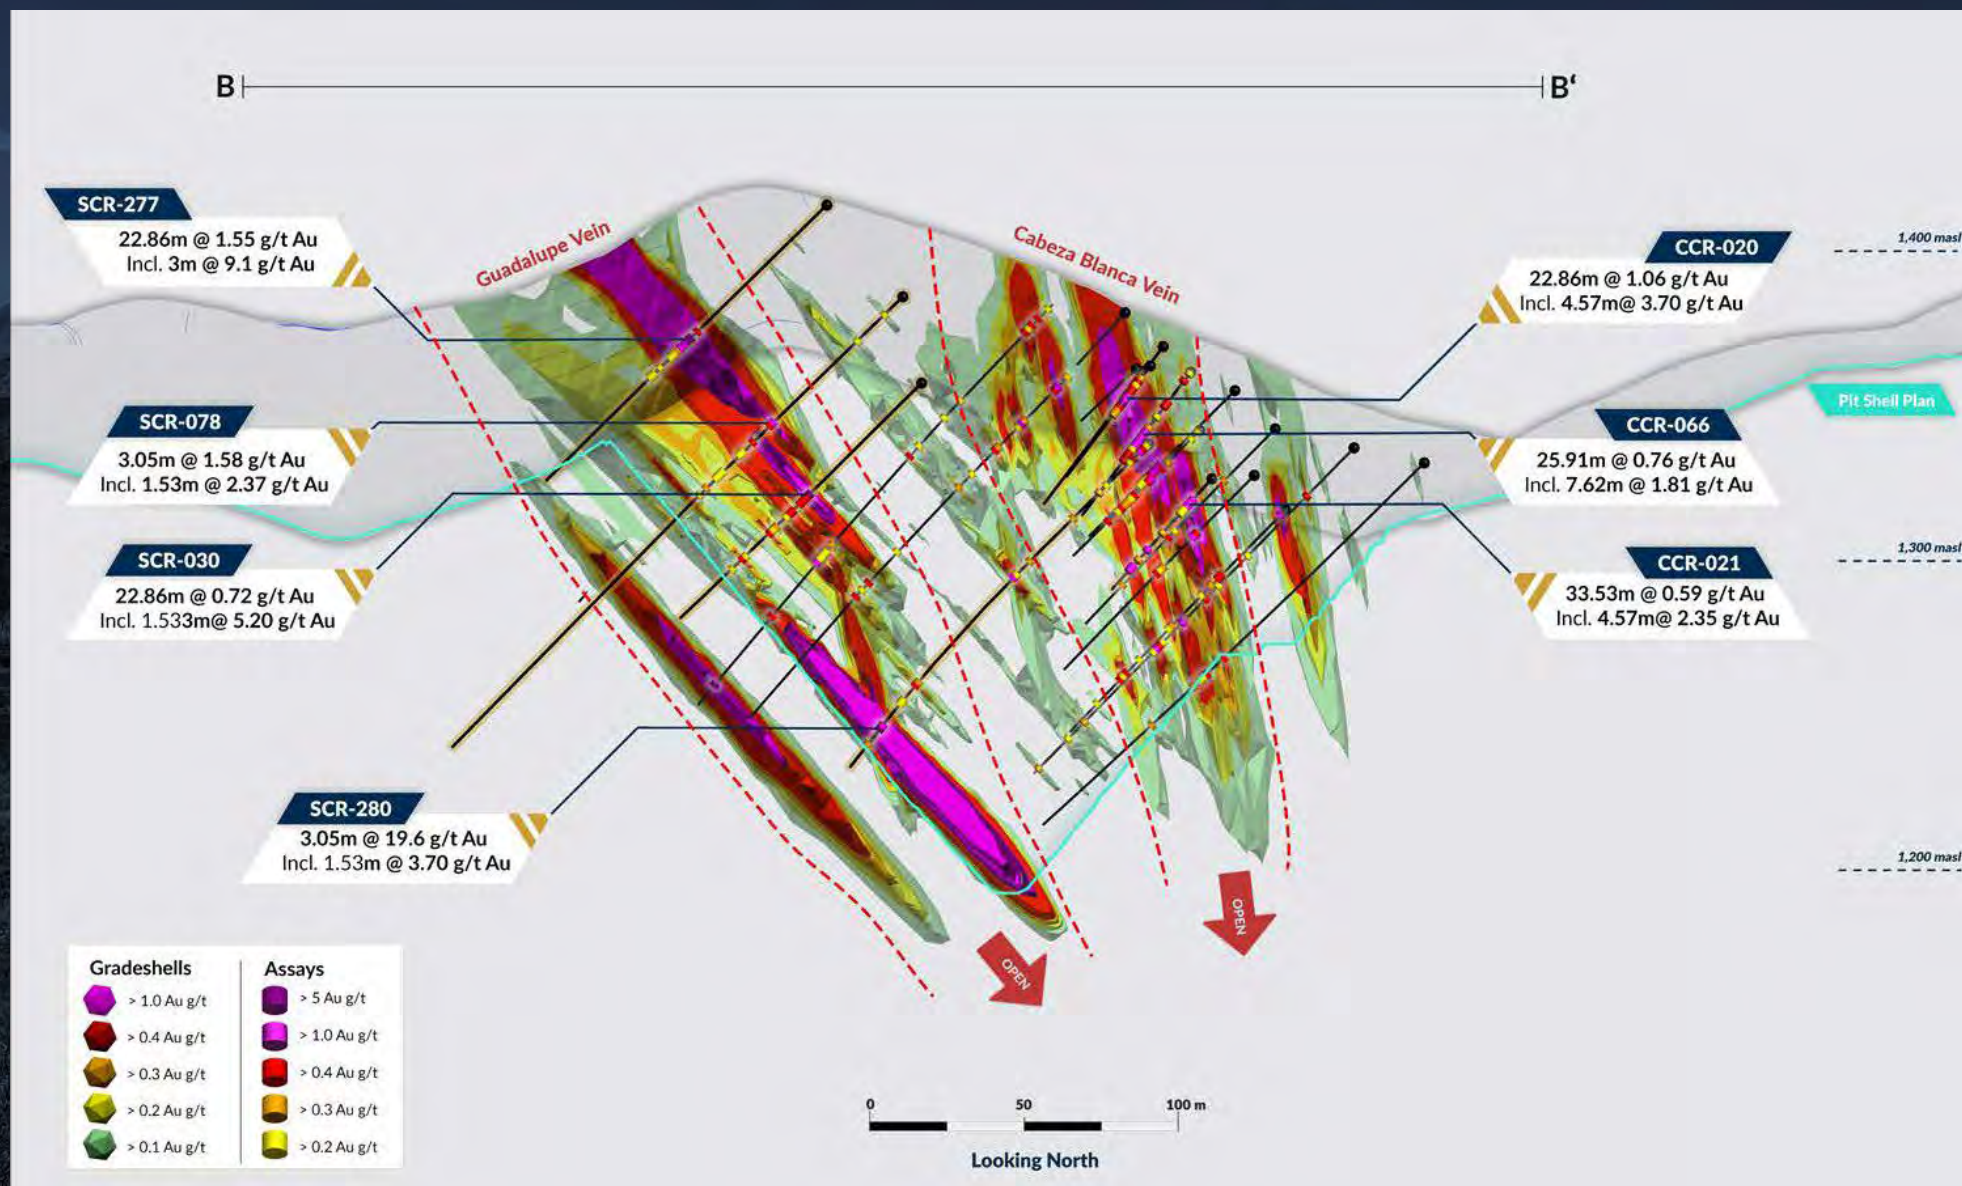 B
B'
SCR-277
22.86m @ 1.55 g/t Au
Incl. 3m @ 9.1 g/t Au
SCR-078
3.05m @ 1.58 g/t Au
Incl. 1.53m @ 2.37 g/t Au
SCR-030
22.86m @ 0.72 g/t Au
Incl. 1.533m@ 5.20 g/t Au
SCR-280
3.05m @ 19.6 g/t Au
Incl. 1.53m @ 3.70 g/t Au
Guadalupe Vein
Cabeza Blanca Vein
CCR-020
22.86m @ 1.06 g/t Au
Incl. 4.57m@ 3.70 g/t Au
CCR-066
25.91m @ 0.76 g/t Au
Incl. 7.62m @ 1.81 g/t Au
CCR-021
33.53m @ 0.59 g/t Au
Incl. 4.57m@ 2.35 g/t Au
1,400 masl
Pit Shell Plan
1,300 masl
1,200 masl
OPEN
OPEN
Gradeshells
> 1.0 Au g/t
> 0.4 Au g/t
> 0.3 Au g/t
> 0.2 Au g/t
> 0.1 Au g/t
Assays
> 5 Au g/t
> 1.0 Au g/t
> 0.4 Au g/t
> 0.3 Au g/t
> 0.2 Au g/t
0 50 100 m
Looking North